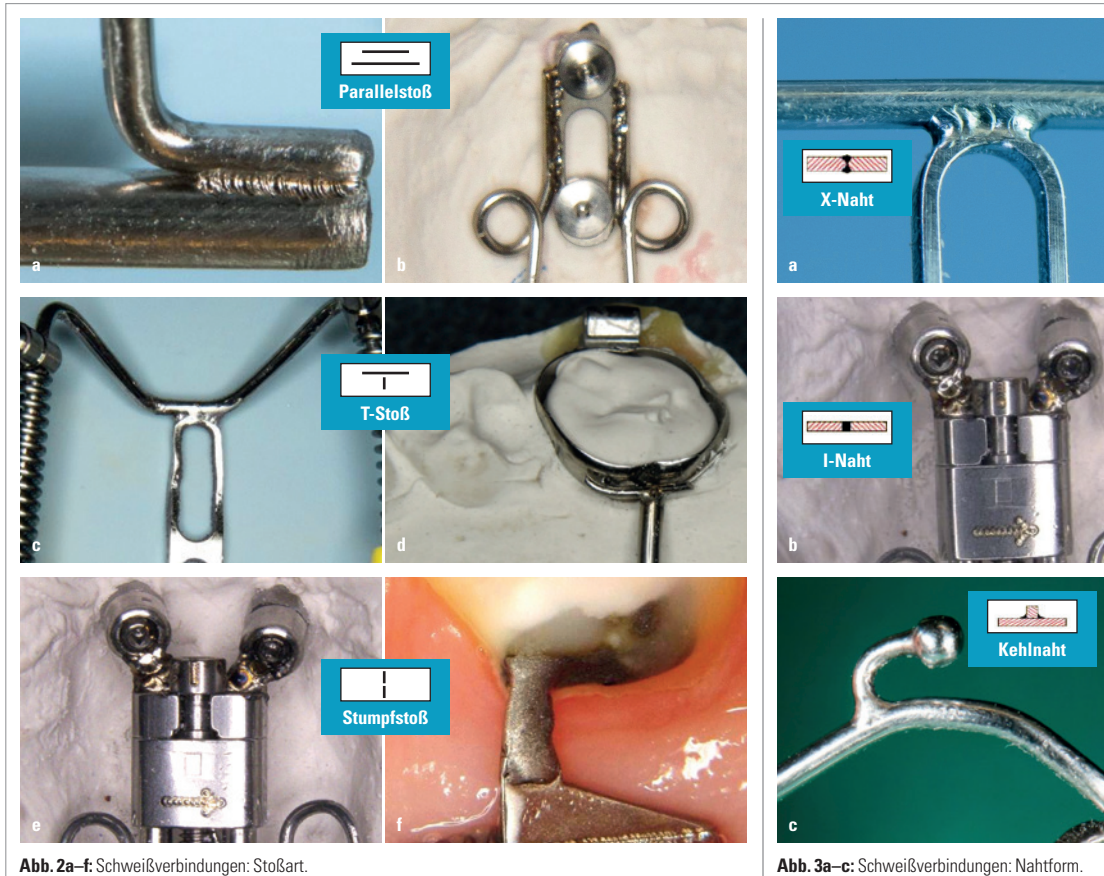 Parallelstoß
a
b
T-Stoß
c
d
Stumpfstoß
e
f
Abb. 2a–f: Schweißverbindungen: Stoßart.
X-Naht
a
I-Naht
b
Kehlnaht
c
Abb. 3a–c: Schweißverbindungen: Nahtform.